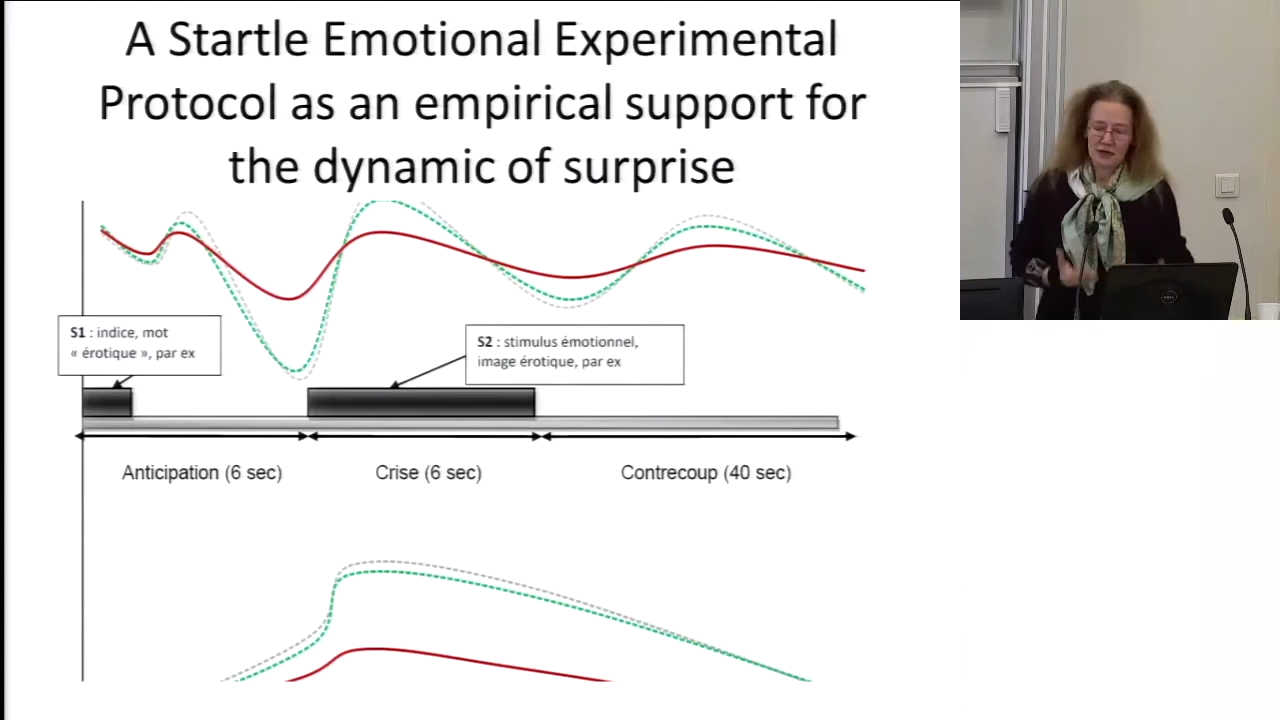 A Startle Emotional Experimental
Protocol as an empirical support for
the dynamic of surprise
S1 : indice, mot
« érotique », par ex
S2 : stimulus émotionnel,
image érotique, par ex
Anticipation (6 sec)
Crise (6 sec)
Contrecoup (40 sec)
DELL